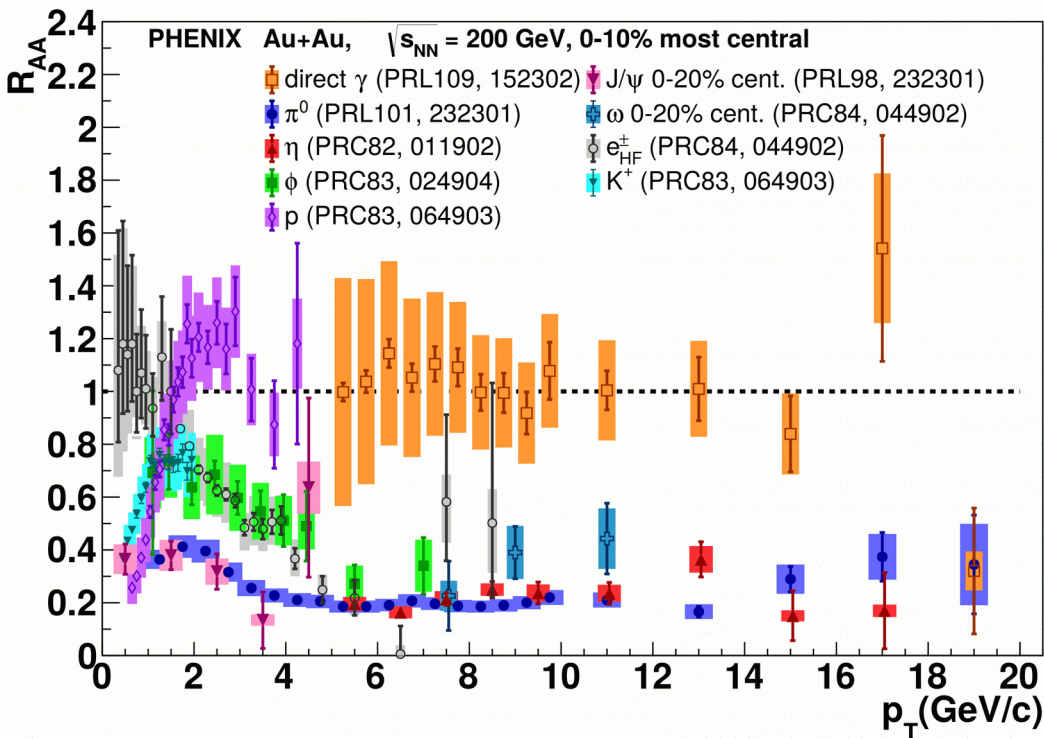 PHENIX Au+Au, √s_NN = 200 GeV, 0-10% most central
direct γ (PRL109, 152302)
π⁰ (PRL101, 232301)
η (PRC82, 011902)
ϕ (PRC83, 024904)
p (PRC83, 064903)
J/ψ 0-20% cent. (PRL98, 232301)
ω 0-20% cent. (PRC84, 044902)
e±HF (PRC84, 044902)
K⁺ (PRC83, 064903)
R_AA
2.4
2.2
2
1.8
1.6
1.4
1.2
1
0.8
0.6
0.4
0.2
0
0 2 4 6 8 10 12 14 16 18 20
p_T(GeV/c)